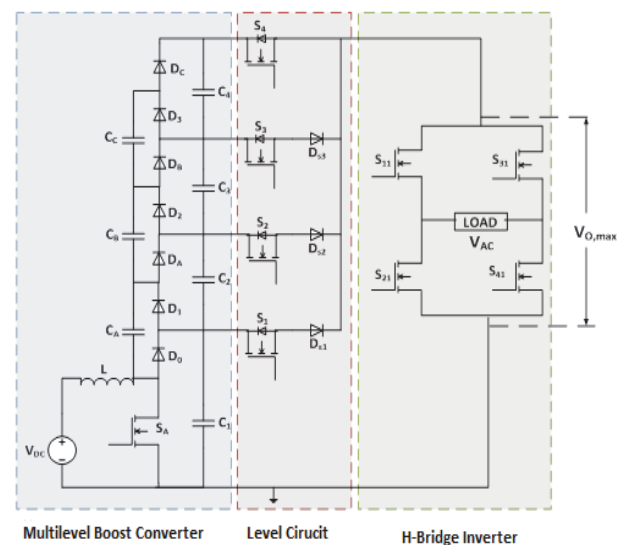 S4
DC
C4
D3
CC
S3
DB
Ds3
S11
S31
C3
D2
LOAD
VO,max
CB
S2
VAC
DA
Ds2
S21
S41
C2
D1
S1
CA
D0
Ds1
L
SA
C1
VDC
Multilevel Boost Converter
Level Cirucit
H-Bridge Inverter